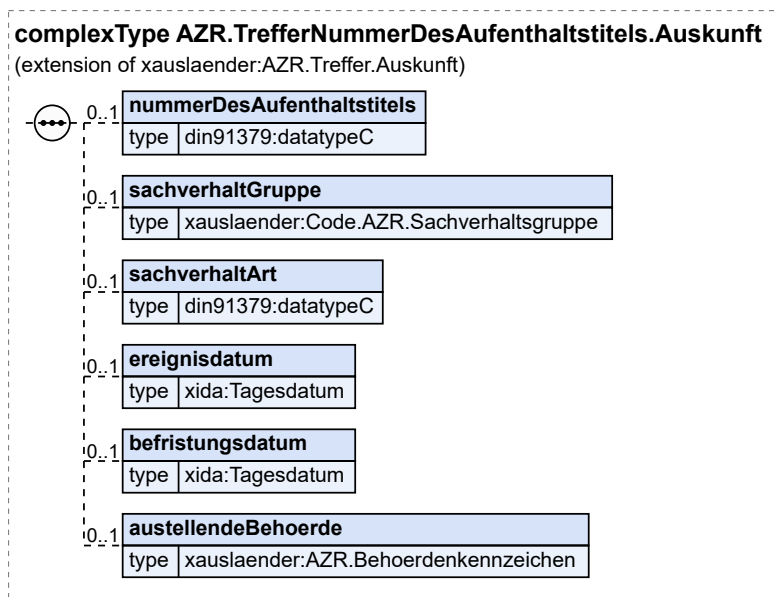 complexType AZR.TrefferNummerDesAufenthaltstitels.Auskunft
(extension of xauslaender:AZR.Treffer.Auskunft)
0..1 nummerDesAufenthaltstitels
type din91379:datatypeC
0..1 sachverhaltGruppe
type xauslaender:Code.AZR.Sachverhaltsgruppe
0..1 sachverhaltArt
type din91379:datatypeC
0..1 ereignisdatum
type xida:Tagesdatum
0..1 befristungsdatum
type xida:Tagesdatum
0..1 austellendeBehoerde
type xauslaender:AZR.Behoerdenkennzeichen